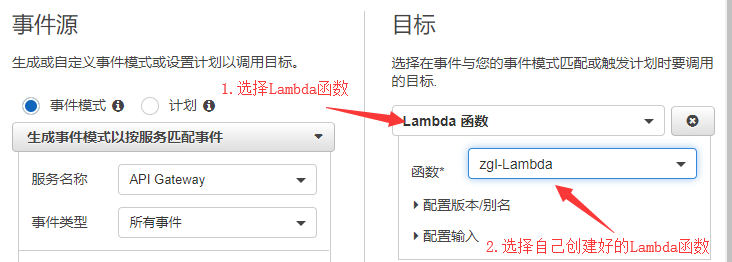 事件源
生成或自定义事件模式或设置计划以调用目标。
1.选择Lambda函数
事件模式
计划
生成事件模式以按服务匹配事件
服务名称
API Gateway
事件类型
所有事件
目标
选择在事件与您的事件模式匹配或触发计划时要调用
的目标.
Lambda 函数
函数*
zgl-Lambda
配置版本/别名
配置输入
2.选择自己创建好的Lambda函数